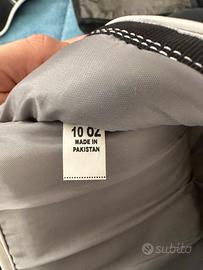 10 OZ
MADE IN
PAKISTAN
subito